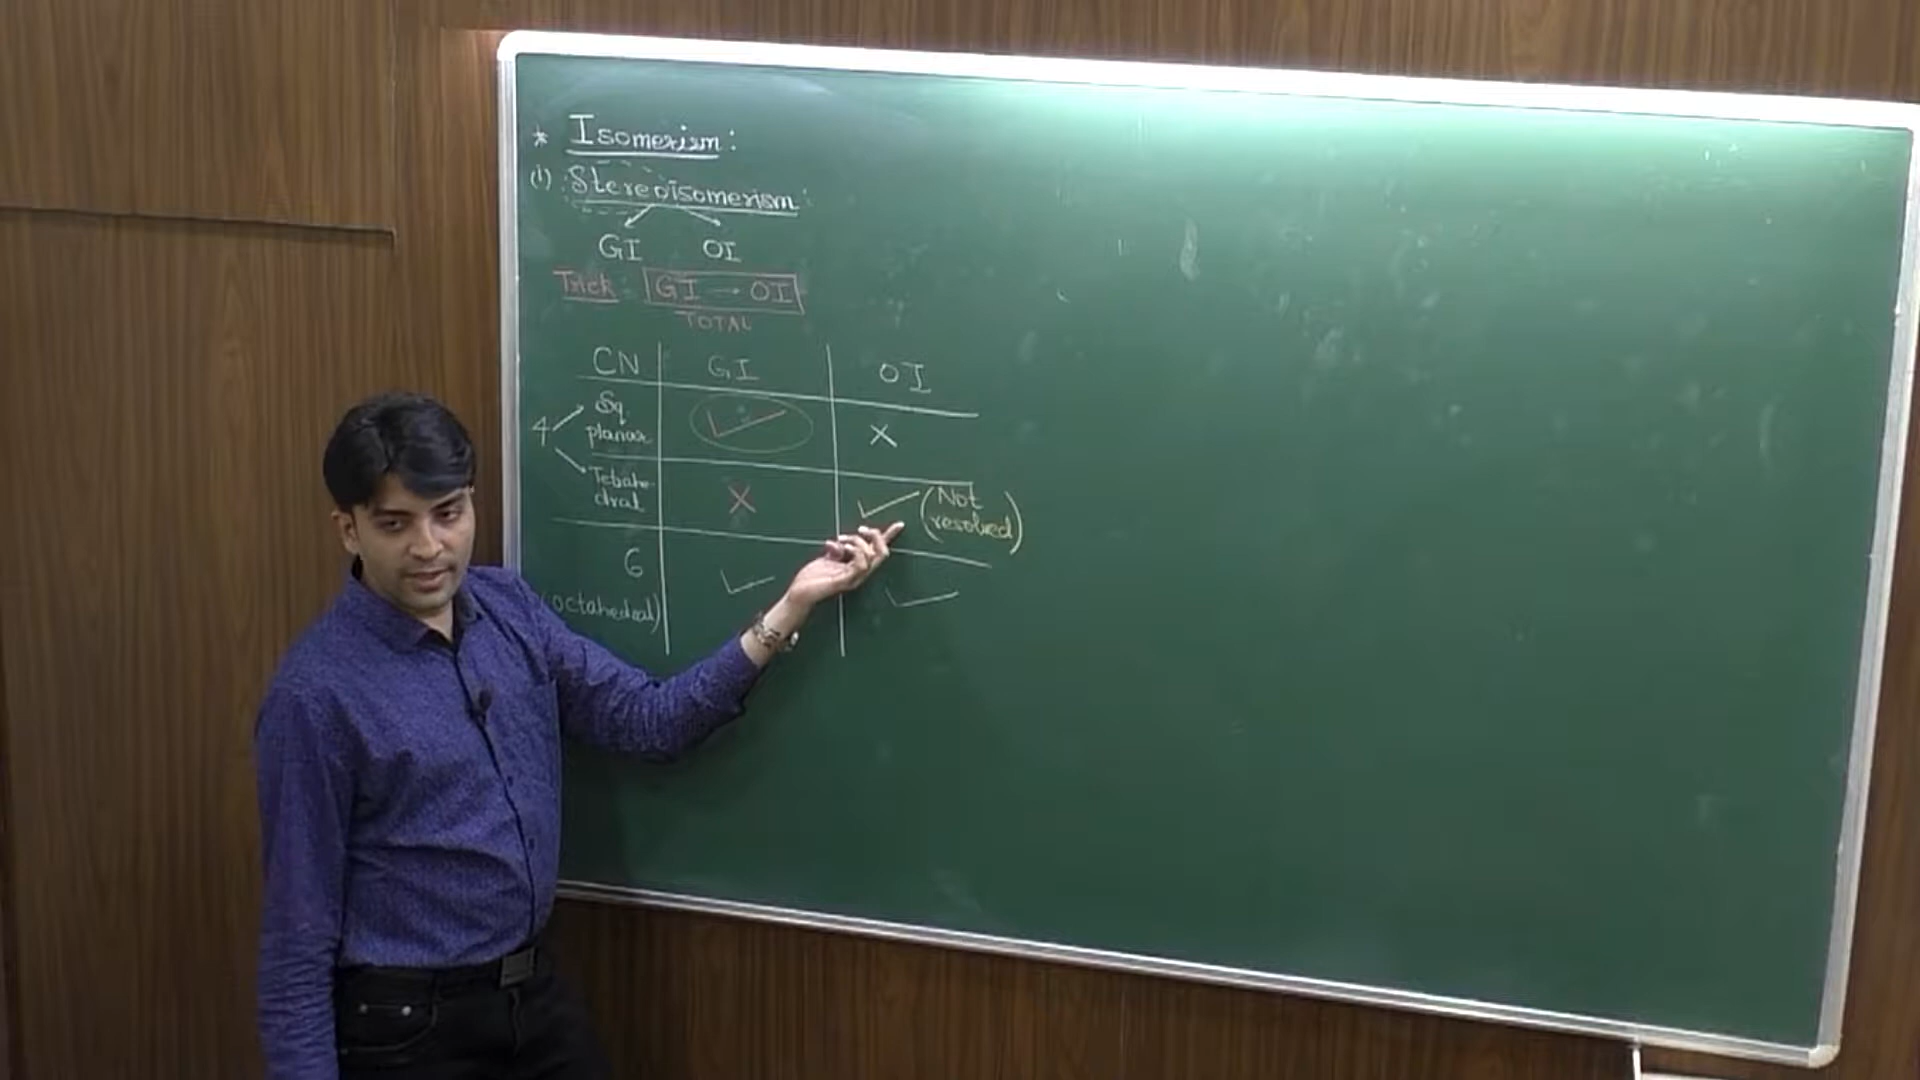 * Isomerism:
(i) Stereoisomerism:
GI OI
Trick GI → OI
TOTAL
CN GI OI
4 Sq. planar ✓ X
Tetrahedral X ✓ (Not resolved)
6 (octahedral) ✓ ✓